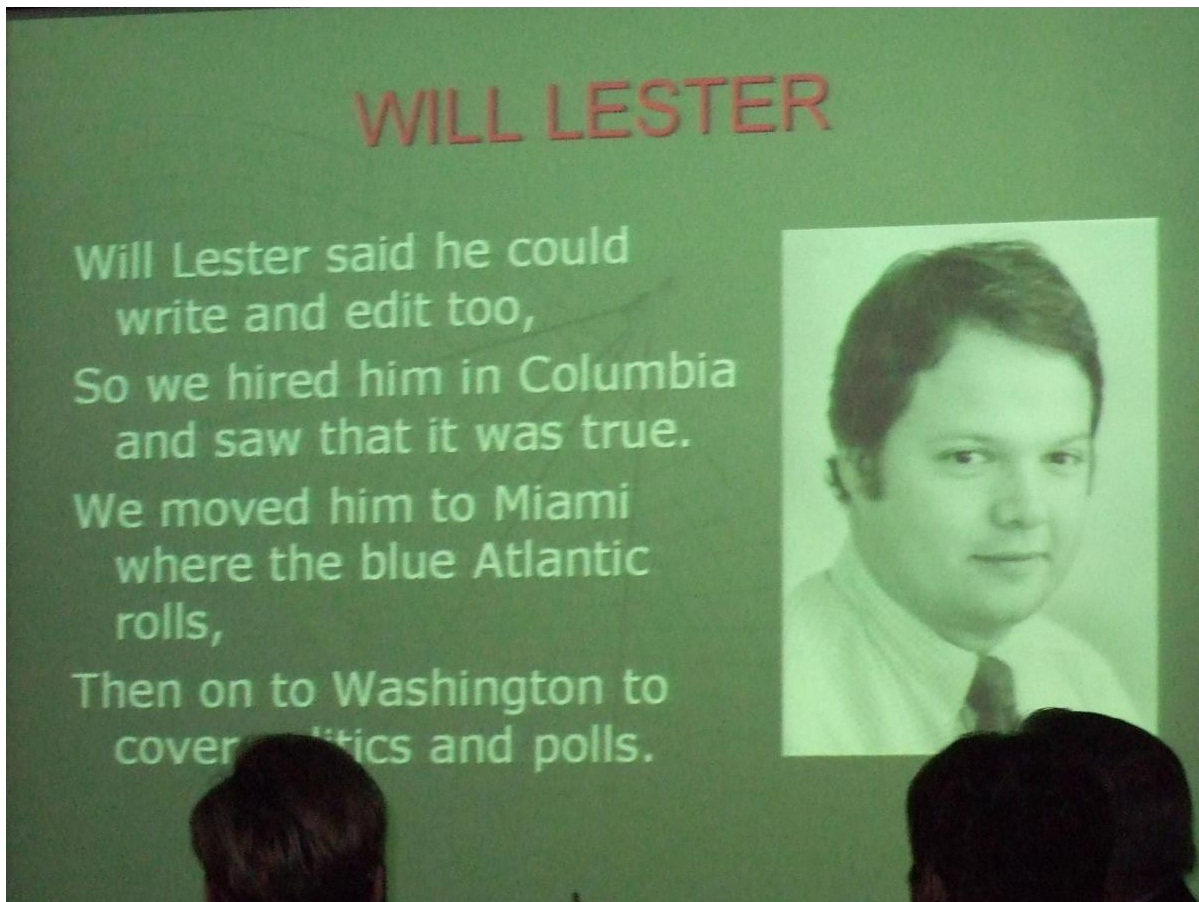 WILL LESTER
Will Lester said he could
write and edit too,
So we hired him in Columbia
and saw that it was true.
We moved him to Miami
where the blue Atlantic
rolls,
Then on to Washington to
cover and polls.